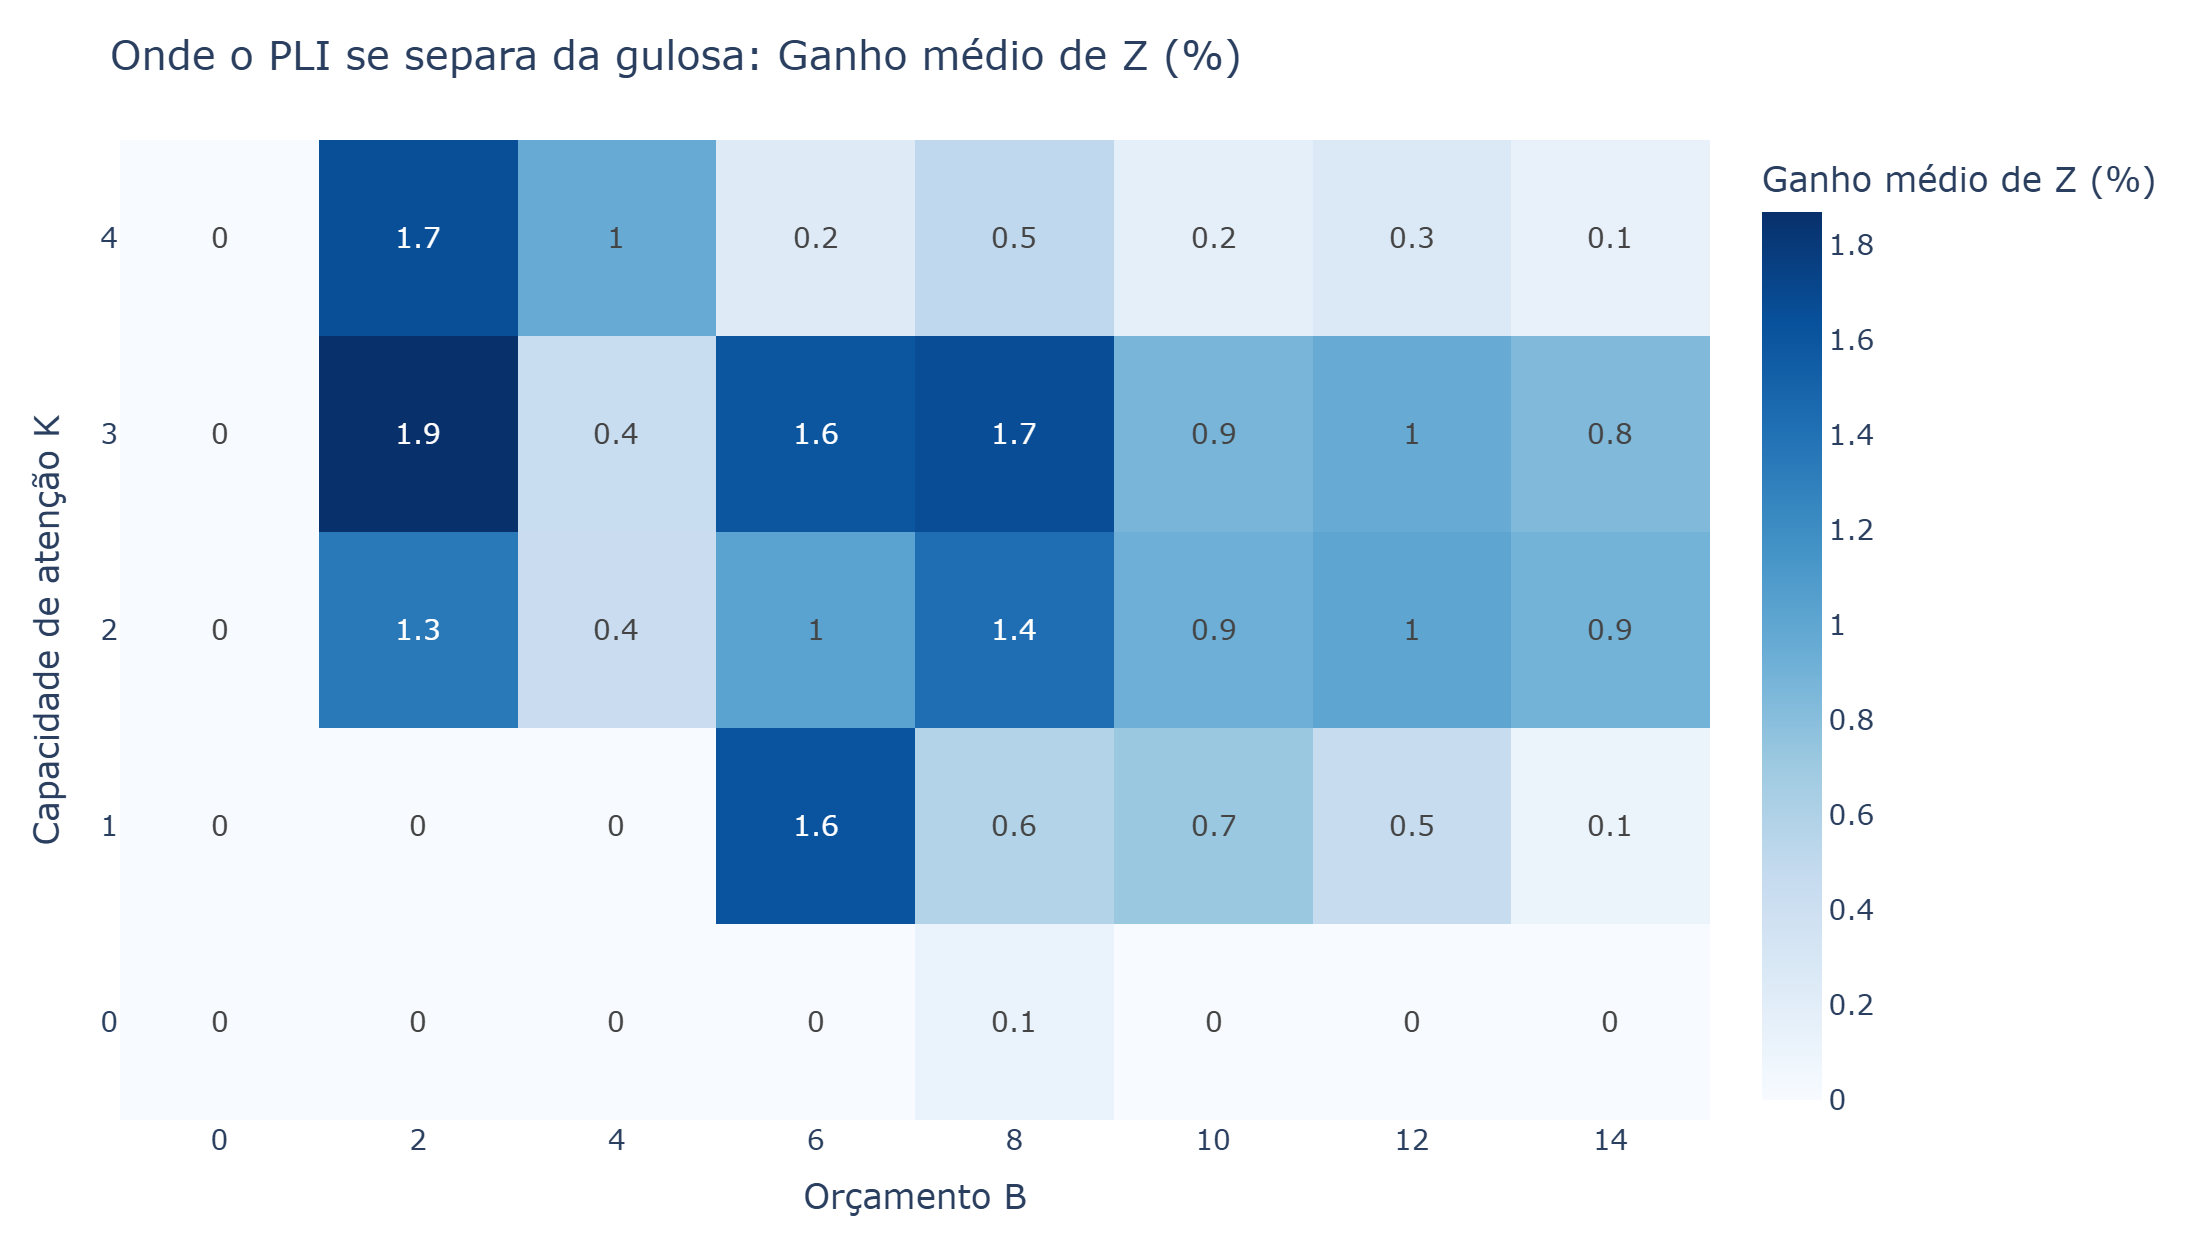 Onde o PLI se separa da gulosa: Ganho médio de Z (%)
Ganho médio de Z (%)
4 0 1.7 1 0.2 0.5 0.2 0.3 0.1
3 0 1.9 0.4 1.6 1.7 0.9 1 0.8
2 0 1.3 0.4 1 1.4 0.9 1 0.9
1 0 0 0 1.6 0.6 0.7 0.5 0.1
0 0 0 0 0 0.1 0 0 0
0 2 4 6 8 10 12 14
Capacidade de atenção K
Orçamento B
1.8
1.6
1.4
1.2
1
0.8
0.6
0.4
0.2
0